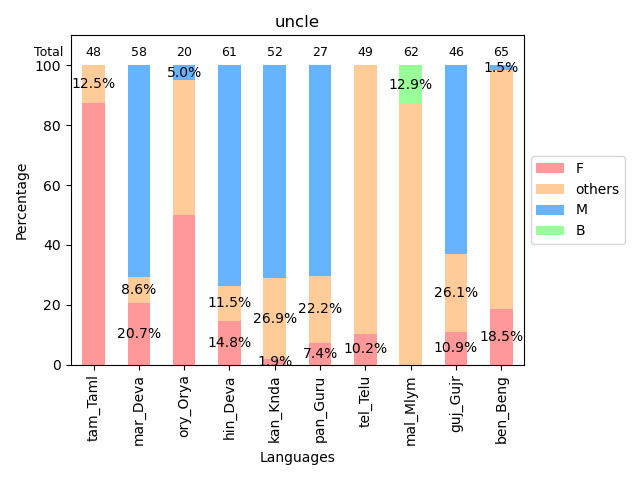 uncle
Total 48 58 20 61 52 27 49 62 46 65
100
80
60
40
20
0
Percentage
12.5%
8.6%
20.7%
5.0%
11.5%
14.8%
26.9%
1.9%
22.2%
7.4%
10.2%
12.9%
26.1%
10.9%
1.5%
18.5%
tam_Taml
mar_Deva
ory_Orya
hin_Deva
kan_Knda
pan_Guru
tel_Telu
mal_Mlym
guj_Gujr
ben_Beng
Languages
F
others
M
B